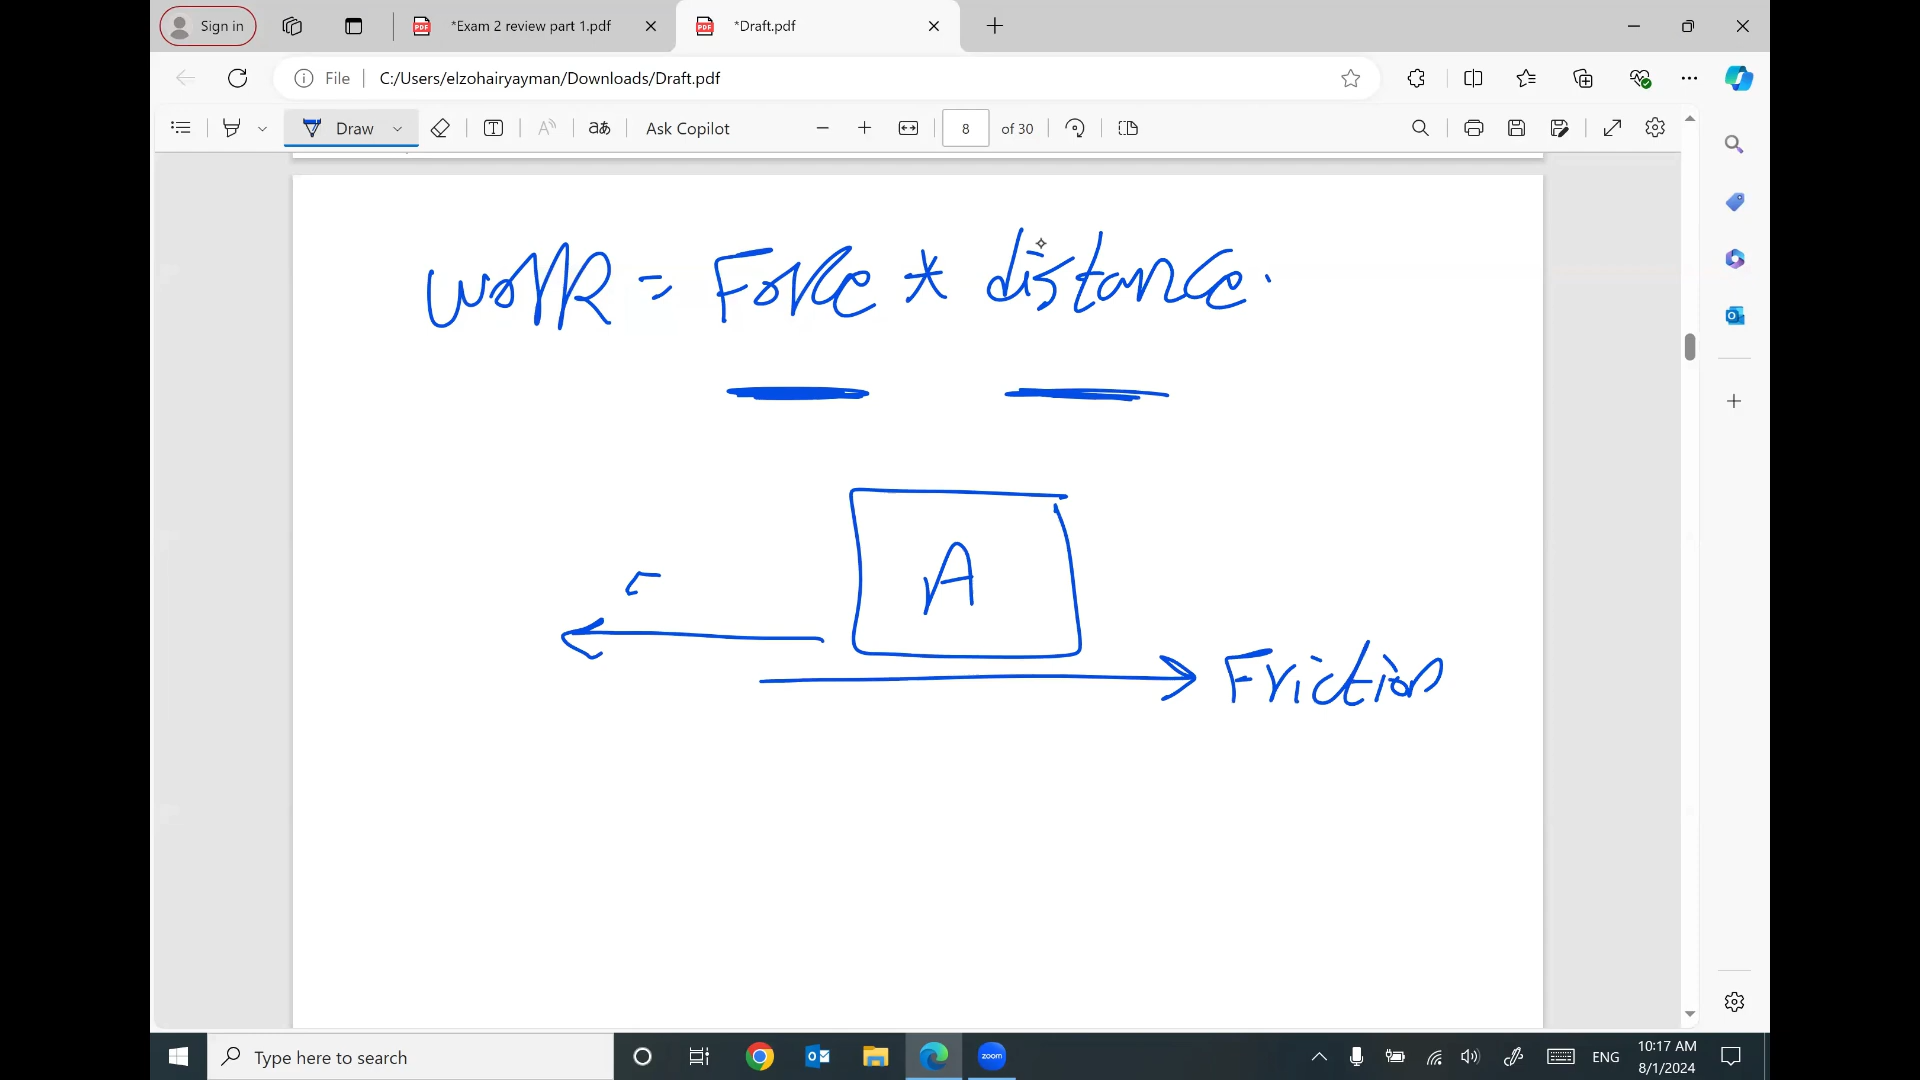 Sign in
*Exam 2 review part 1.pdf
*Draft.pdf
File C:/Users/elzohairyayman/Downloads/Draft.pdf
Draw Ask Copilot 8 of 30
work = Force * distance.
A
Friction
Type here to search
zoom
ENG
10:17 AM
8/1/2024